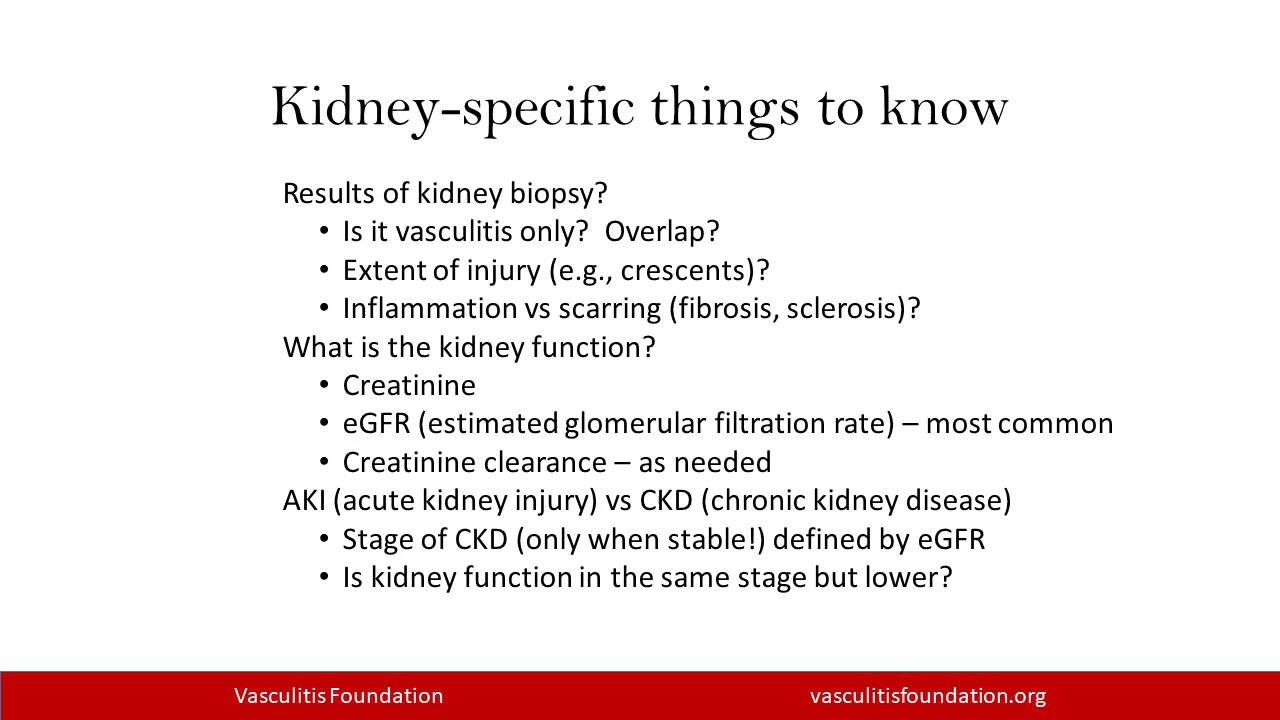 Kidney-specific things to know
Results of kidney biopsy?
• Is it vasculitis only?  Overlap?
• Extent of injury (e.g., crescents)?
• Inflammation vs scarring (fibrosis, sclerosis)?
What is the kidney function?
• Creatinine
• eGFR (estimated glomerular filtration rate) – most common
• Creatinine clearance – as needed
AKI (acute kidney injury) vs CKD (chronic kidney disease)
• Stage of CKD (only when stable!) defined by eGFR
• Is kidney function in the same stage but lower?
Vasculitis Foundation
vasculitisfoundation.org